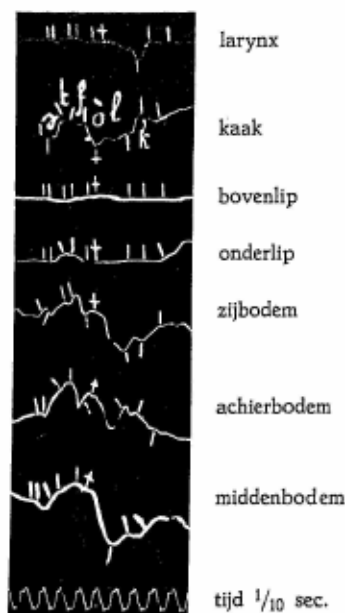 larynx
a t f ò l
kaak
k
bovenlip
onderlip
zijbodem
achierbodem
middenbodem
tijd 1/10 sec.